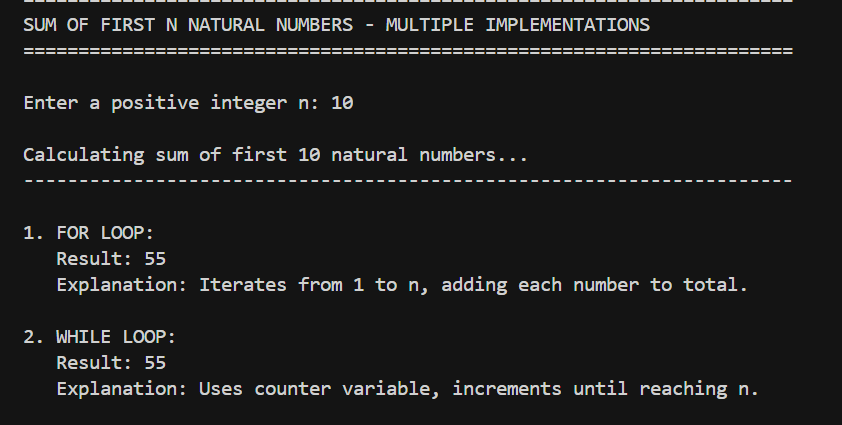 ======================================================================
SUM OF FIRST N NATURAL NUMBERS - MULTIPLE IMPLEMENTATIONS
======================================================================
Enter a positive integer n: 10
Calculating sum of first 10 natural numbers...
----------------------------------------------------------------------
1. FOR LOOP:
Result: 55
Explanation: Iterates from 1 to n, adding each number to total.
2. WHILE LOOP:
Result: 55
Explanation: Uses counter variable, increments until reaching n.